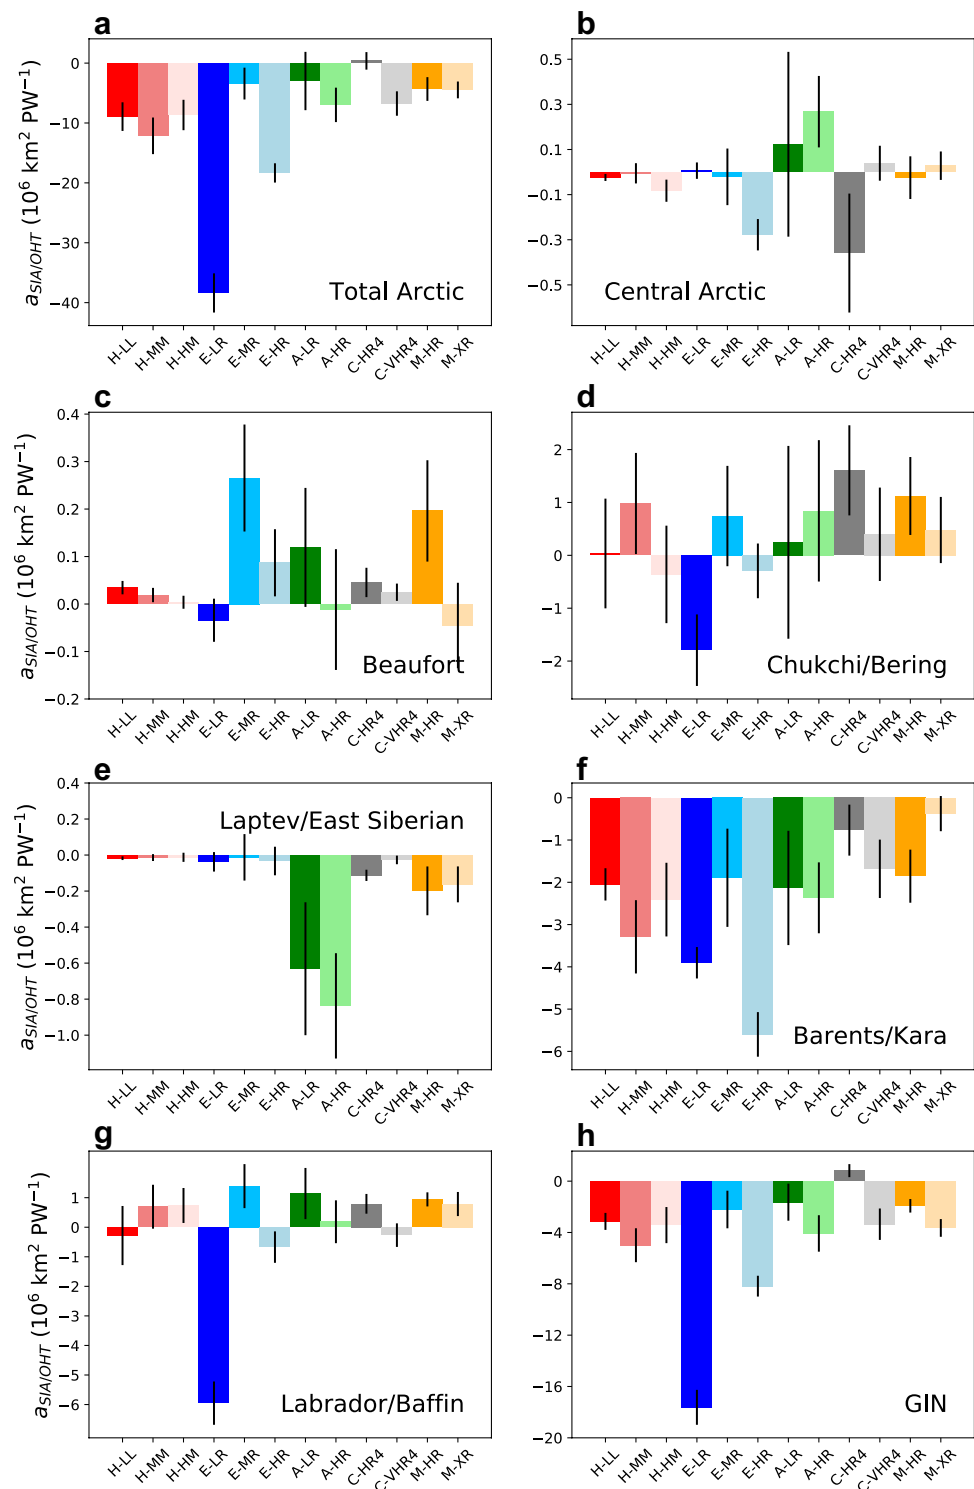 a
0
−10
−20
−30
−40
a_SIA/OHT (10⁶ km² PW⁻¹)
Total Arctic
H-LL H-MM H-HM E-LR E-MR E-HR A-LR A-HR C-HR4 C-VHR4 M-HR M-XR
b
0.5
0.3
0.1
−0.1
−0.3
−0.5
Central Arctic
H-LL H-MM H-HM E-LR E-MR E-HR A-LR A-HR C-HR4 C-VHR4 M-HR M-XR
c
0.4
0.3
0.2
0.1
0.0
−0.1
−0.2
a_SIA/OHT (10⁶ km² PW⁻¹)
Beaufort
H-LL H-MM H-HM E-LR E-MR E-HR A-LR A-HR C-HR4 C-VHR4 M-HR M-XR
d
2
1
0
−1
−2
Chukchi/Bering
H-LL H-MM H-HM E-LR E-MR E-HR A-LR A-HR C-HR4 C-VHR4 M-HR M-XR
e
0.4
0.2
0.0
−0.2
−0.4
−0.6
−0.8
−1.0
a_SIA/OHT (10⁶ km² PW⁻¹)
Laptev/East Siberian
H-LL H-MM H-HM E-LR E-MR E-HR A-LR A-HR C-HR4 C-VHR4 M-HR M-XR
f
0
−1
−2
−3
−4
−5
−6
Barents/Kara
H-LL H-MM H-HM E-LR E-MR E-HR A-LR A-HR C-HR4 C-VHR4 M-HR M-XR
g
1
0
−1
−2
−3
−4
−5
−6
a_SIA/OHT (10⁶ km² PW⁻¹)
Labrador/Baffin
H-LL H-MM H-HM E-LR E-MR E-HR A-LR A-HR C-HR4 C-VHR4 M-HR M-XR
h
0
−4
−8
−12
−16
−20
GIN
H-LL H-MM H-HM E-LR E-MR E-HR A-LR A-HR C-HR4 C-VHR4 M-HR M-XR